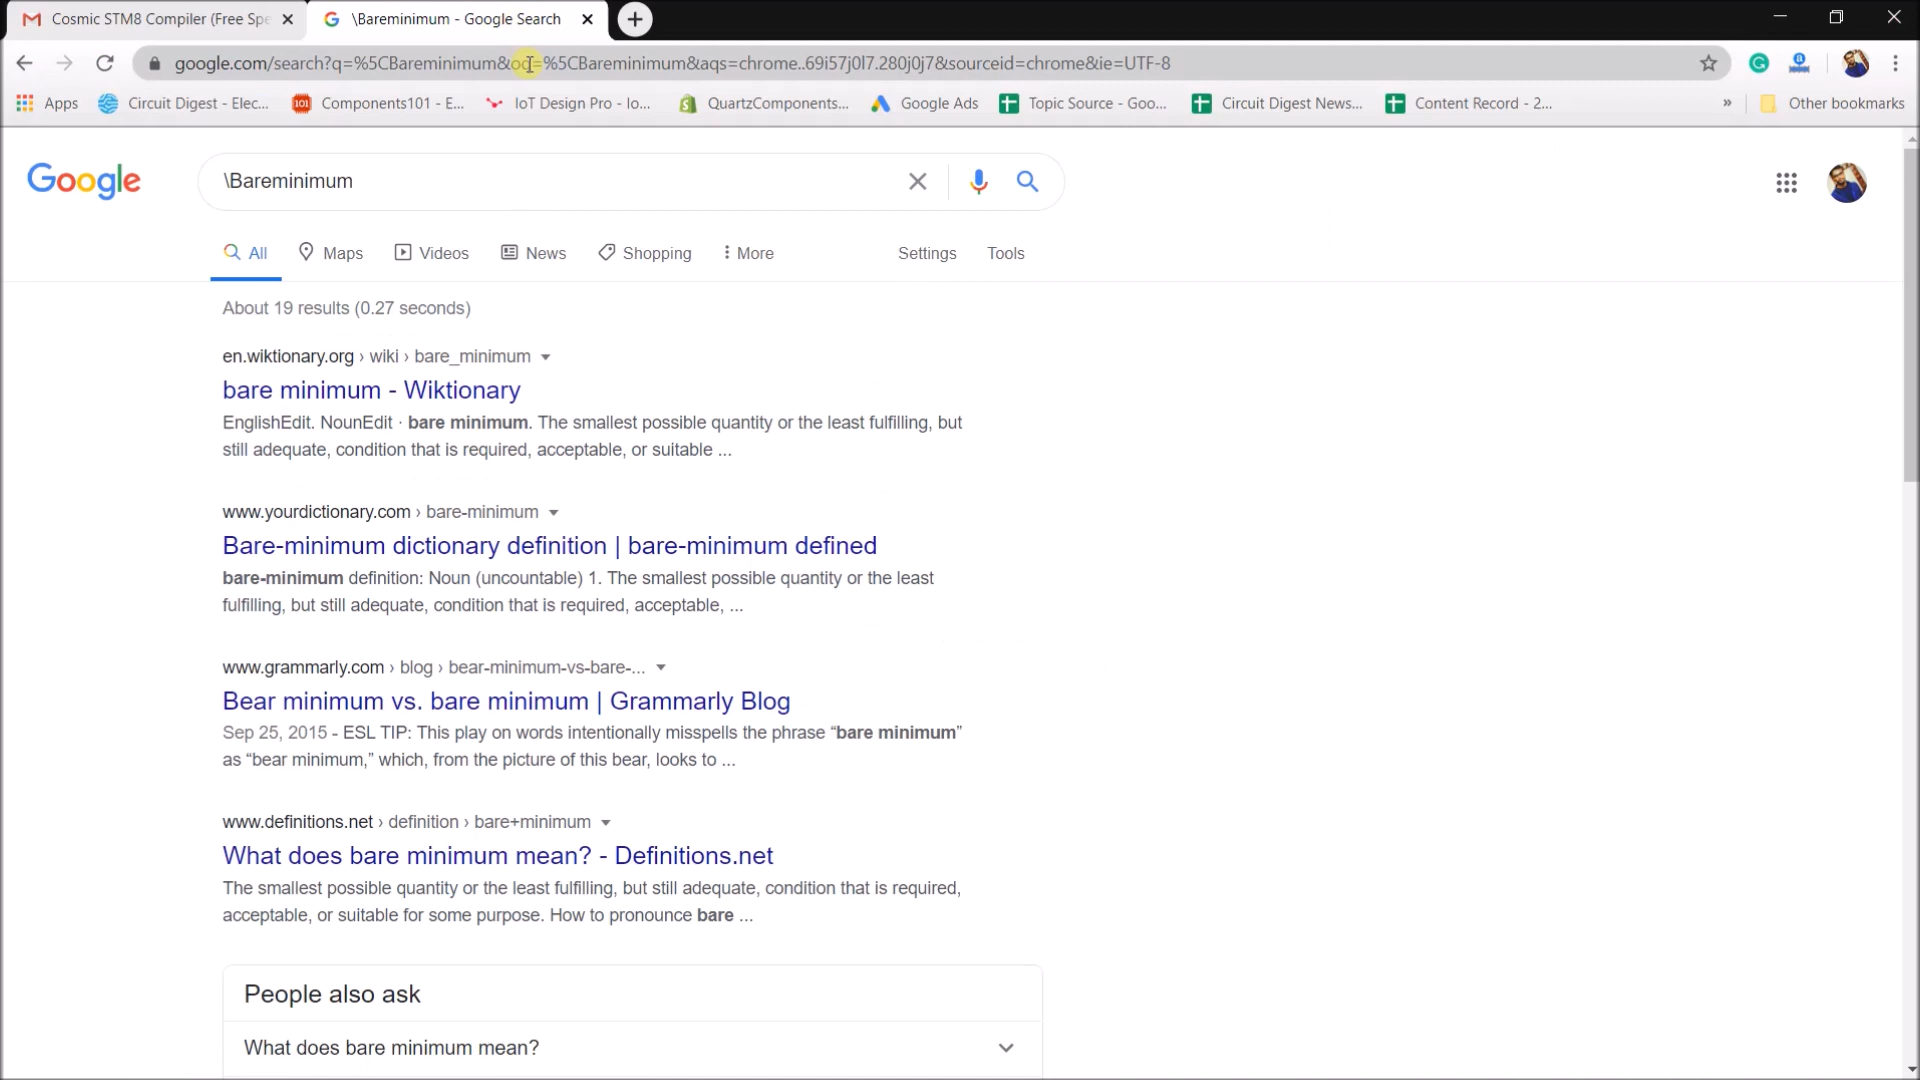 Cosmic STM8 Compiler (Free Spe
\Bareminimum - Google Search
google.com/search?q=%5CBareminimum&oq=%5CBareminimum&aqs=chrome..69i57j0l7.280j0j7&sourceid=chrome&ie=UTF-8
Apps
Circuit Digest - Elec...
Components101 - E...
IoT Design Pro - Io...
QuartzComponents...
Google Ads
Topic Source - Goo...
Circuit Digest News...
Content Record - 2...
»
Other bookmarks
Google
\Bareminimum
All
Maps
Videos
News
Shopping
More
Settings
Tools
About 19 results (0.27 seconds)
en.wiktionary.org › wiki › bare_minimum
bare minimum - Wiktionary
EnglishEdit. NounEdit · bare minimum. The smallest possible quantity or the least fulfilling, but
still adequate, condition that is required, acceptable, or suitable ...
www.yourdictionary.com › bare-minimum
Bare-minimum dictionary definition | bare-minimum defined
bare-minimum definition: Noun (uncountable) 1. The smallest possible quantity or the least
fulfilling, but still adequate, condition that is required, acceptable, ...
www.grammarly.com › blog › bear-minimum-vs-bare-...
Bear minimum vs. bare minimum | Grammarly Blog
Sep 25, 2015 - ESL TIP: This play on words intentionally misspells the phrase “bare minimum”
as “bear minimum,” which, from the picture of this bear, looks to ...
www.definitions.net › definition › bare+minimum
What does bare minimum mean? - Definitions.net
The smallest possible quantity or the least fulfilling, but still adequate, condition that is required,
acceptable, or suitable for some purpose. How to pronounce bare ...
People also ask
What does bare minimum mean?